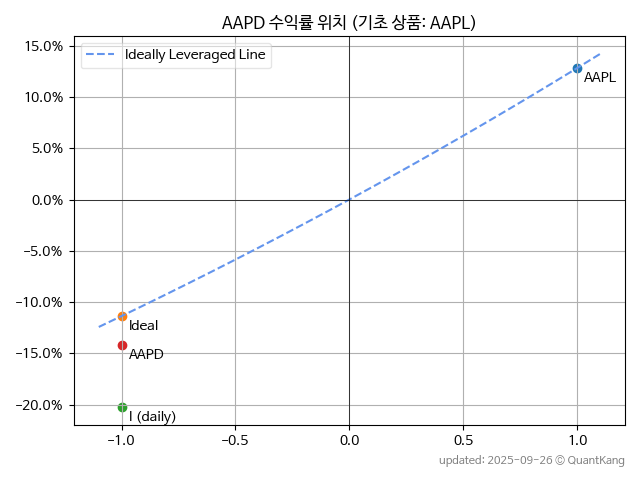 AAPD 수익률 위치 (기초 상품: AAPL)
15.0%
10.0%
5.0%
0.0%
−5.0%
−10.0%
−15.0%
−20.0%
Ideally Leveraged Line
AAPL
Ideal
AAPD
I (daily)
−1.0
−0.5
0.0
0.5
1.0
updated: 2025-09-26 © QuantKang